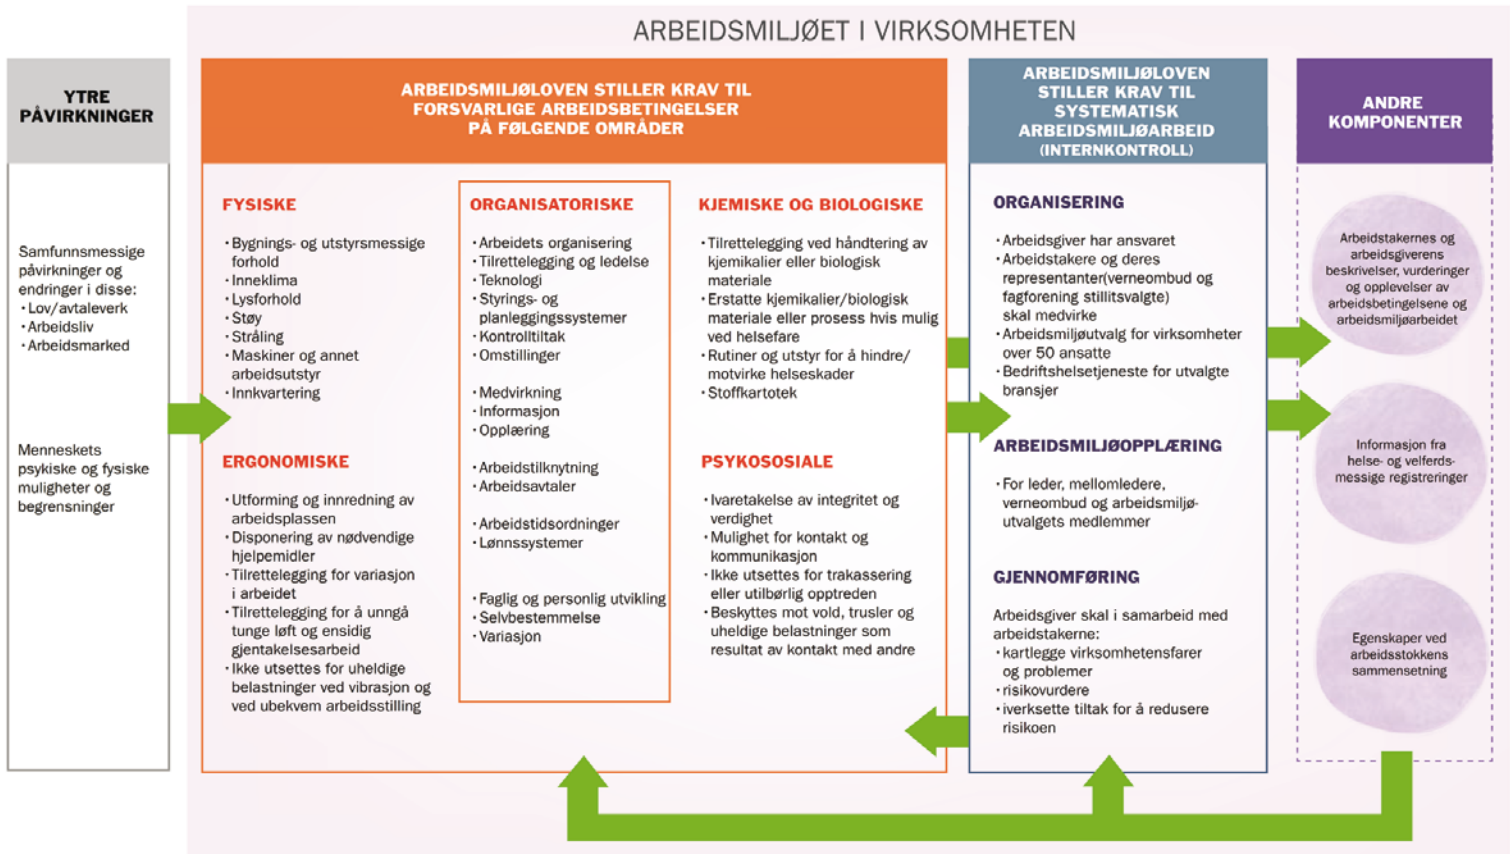 ARBEIDSMILJØET I VIRKSOMHETEN
YTRE
PÅVIRKNINGER
Samfunnsmessige
påvirkninger og
endringer i disse:
· Lov/avtaleverk
· Arbeidsliv
· Arbeidsmarked
Menneskets
psykiske og fysiske
muligheter og
begrensninger
ARBEIDSMILJØLOVEN STILLER KRAV TIL
FORSVARLIGE ARBEIDSBETINGELSER
PÅ FØLGENDE OMRÅDER
FYSISKE
· Bygnings- og utstyrsmessige
forhold
· Inneklima
· Lysforhold
· Støy
· Stråling
· Maskiner og annet
arbeidsutstyr
· Innkvartering
ERGONOMISKE
· Utforming og innredning av
arbeidsplassen
· Disponering av nødvendige
hjelpemidler
· Tilrettelegging for variasjon
i arbeidet
· Tilrettelegging for å unngå
tunge løft og ensidig
gjentakelsesarbeid
· Ikke utsettes for uheldige
belastninger ved vibrasjon og
ved ubekvem arbeidsstilling
ORGANISATORISKE
· Arbeidets organisering
· Tilrettelegging og ledelse
· Teknologi
· Styrings- og
planleggingssystemer
· Kontrolltiltak
· Omstillinger
· Medvirkning
· Informasjon
· Opplæring
· Arbeidstilknytning
· Arbeidsavtaler
· Arbeidstidsordninger
· Lønnssystemer
· Faglig og personlig utvikling
· Selvbestemmelse
· Variasjon
KJEMISKE OG BIOLOGISKE
· Tilrettelegging ved håndtering av
kjemikalier eller biologisk
materiale
· Erstatte kjemikalier/biologisk
materiale eller prosess hvis mulig
ved helsefare
· Rutiner og utstyr for å hindre/
motvirke helseskader
· Stoffkartotek
PSYKOSOSIALE
· Ivaretakelse av integritet og
verdighet
· Mulighet for kontakt og
kommunikasjon
· Ikke utsettes for trakassering
eller utilbørlig opptreden
· Beskyttes mot vold, trusler og
uheldige belastninger som
resultat av kontakt med andre
ARBEIDSMILJØLOVEN
STILLER KRAV TIL
SYSTEMATISK
ARBEIDSMILJØARBEID
(INTERNKONTROLL)
ORGANISERING
· Arbeidsgiver har ansvaret
· Arbeidstakere og deres
representanter(verneombud og
fagforening stillitsvalgte)
skal medvirke
· Arbeidsmiljøutvalg for virksomheter
over 50 ansatte
· Bedriftshelsetjeneste for utvalgte
bransjer
ARBEIDSMILJØOPPLÆRING
· For leder, mellomledere,
verneombud og arbeidsmiljø-
utvalgets medlemmer
GJENNOMFØRING
Arbeidsgiver skal i samarbeid med
arbeidstakerne:
· kartlegge virksomhetensfarer
og problemer
· risikovurdere
· iverksette tiltak for å redusere
risikoen
ANDRE
KOMPONENTER
Arbeidstakernes og
arbeidsgiverens
beskrivelser, vurderinger
og opplevelser av
arbeidsbetingelsene og
arbeidsmiljøarbeidet
Informasjon fra
helse- og velferds-
messige registreringer
Egenskaper ved
arbeidsstokkens
sammensetning